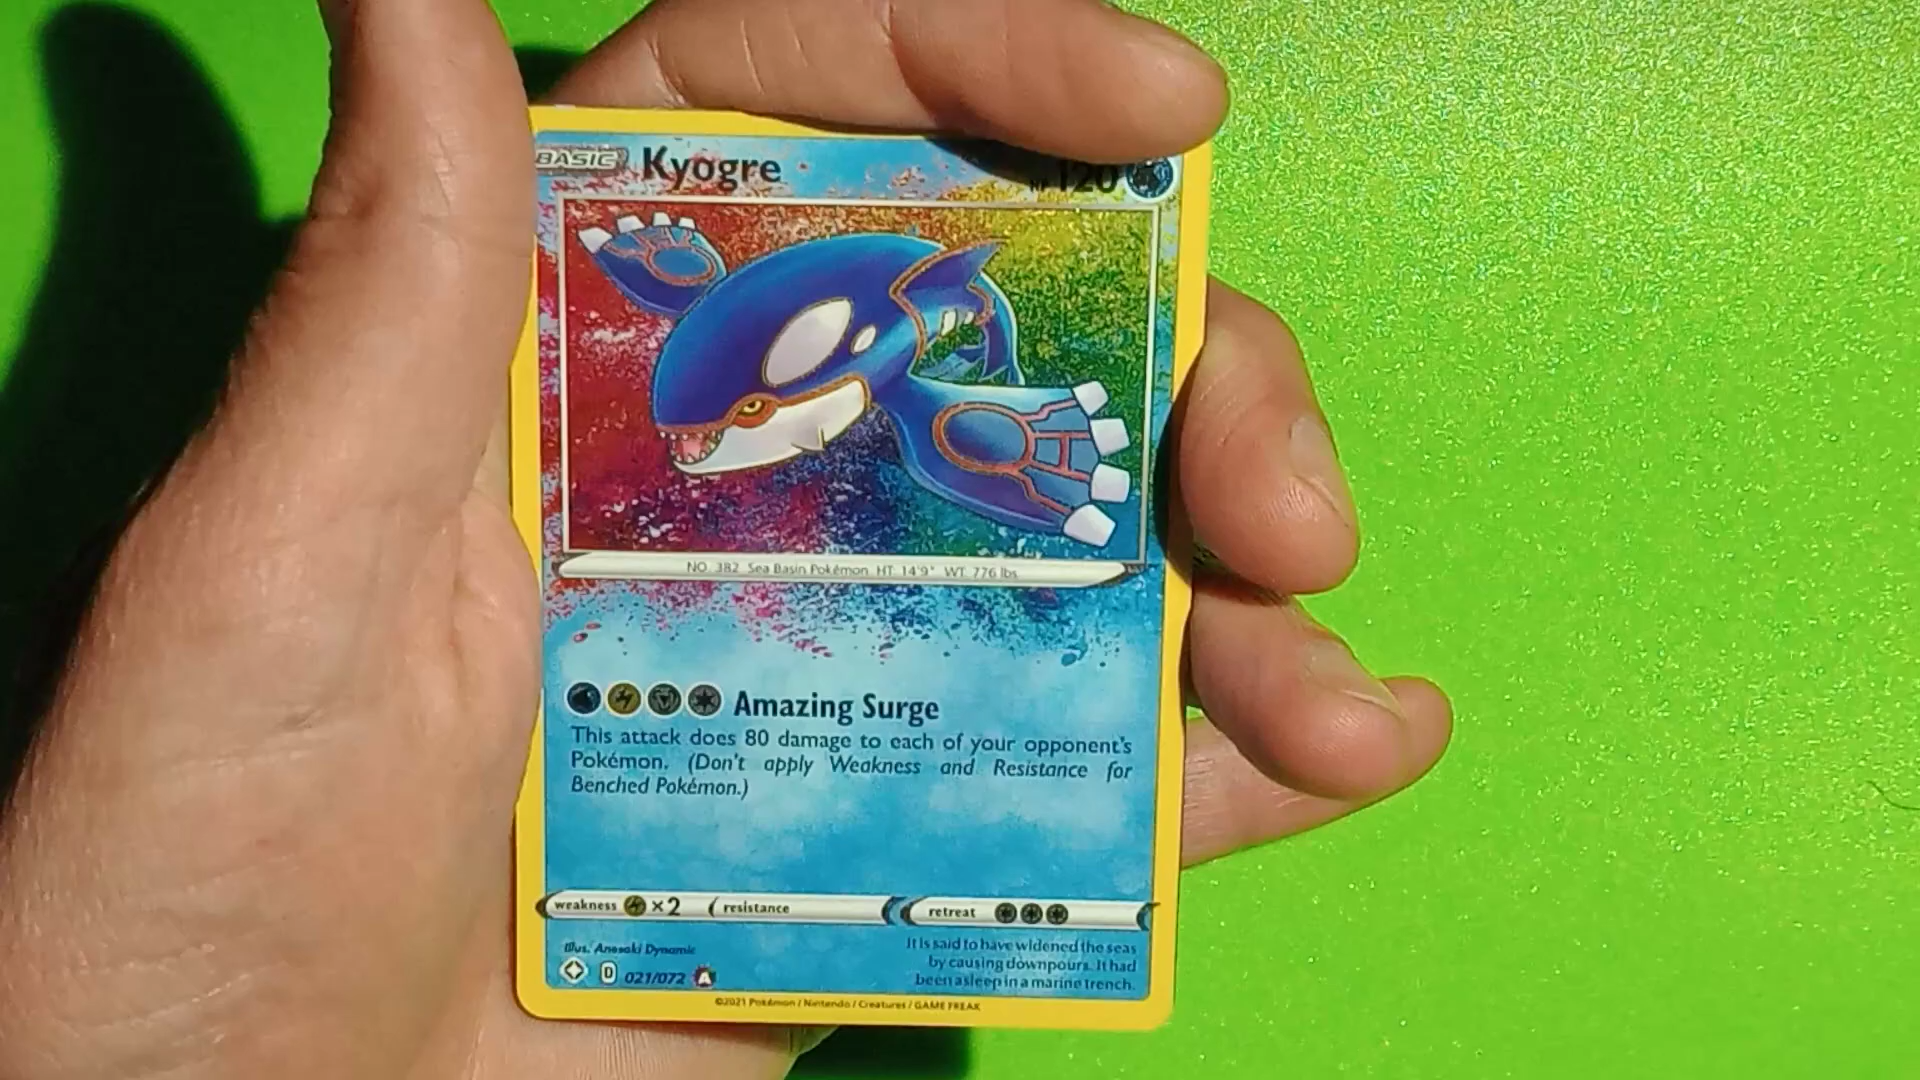 BASIC Kyogre HP 120
NO. 382 Sea Basin Pokémon HT: 14'9" WT: 776 lbs.
Amazing Surge
This attack does 80 damage to each of your opponent's
Pokémon. (Don't apply Weakness and Resistance for
Benched Pokémon.)
weakness ×2 resistance retreat
Illus. Anesaki Dynamic
D 021/072 A
It is said to have widened the seas
by causing downpours. It had
been asleep in a marine trench.
©2021 Pokémon / Nintendo / Creatures / GAME FREAK